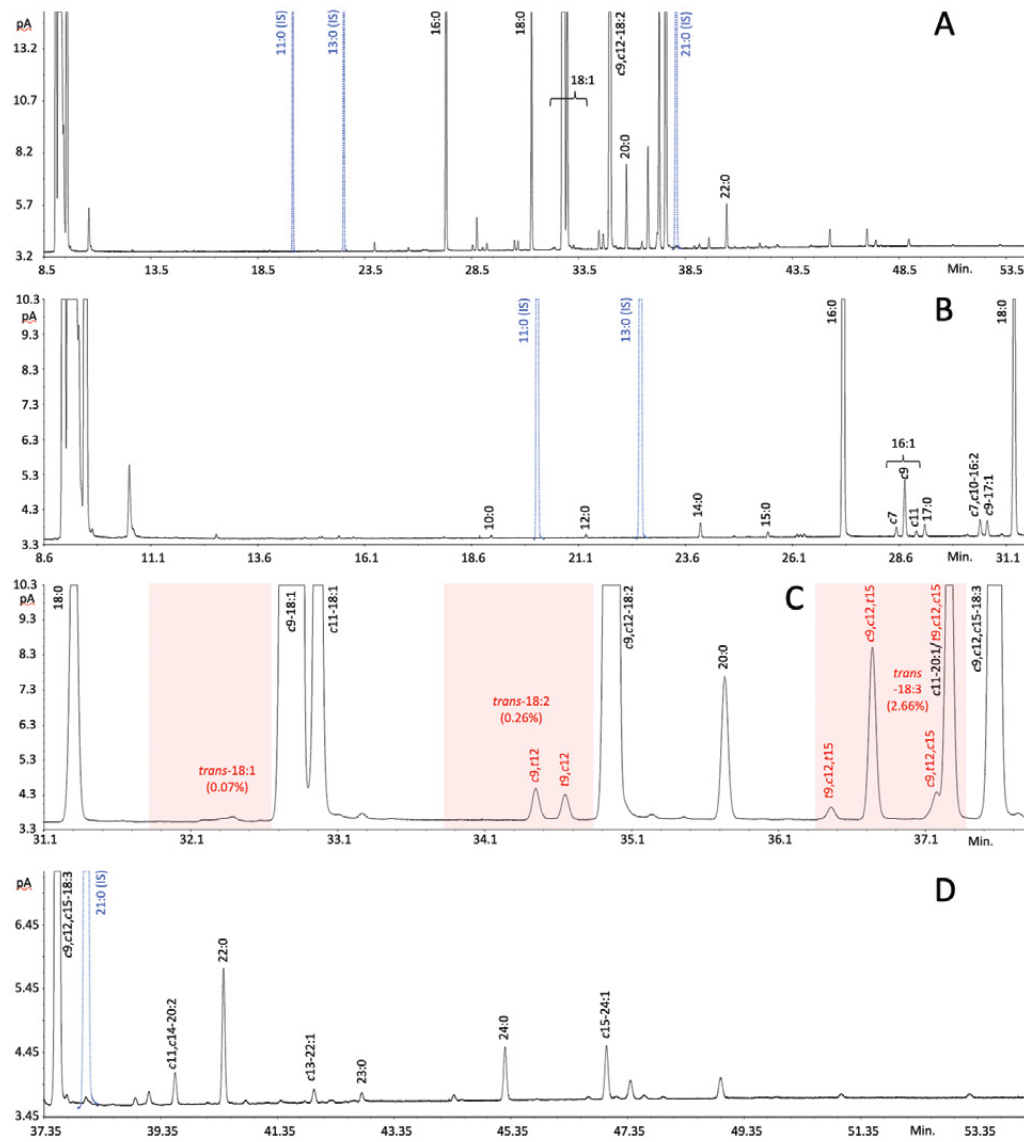 pA
A
11:0 (IS)
13:0 (IS)
16:0
18:0
18:1
c9,c12-18:2
20:0
21:0 (IS)
22:0
13.2
10.7
8.2
5.7
3.2
8.5 13.5 18.5 23.5 28.5 33.5 38.5 43.5 48.5 Min. 53.5
B
10.3
pA
9.3
8.3
7.3
6.3
5.3
4.3
3.3
10:0
11:0 (IS)
12:0
13:0 (IS)
14:0
15:0
16:0
16:1
c7
c9
c11
17:0
c7,c10-16:2
c9-17:1
18:0
8.6 11.1 13.6 16.1 18.6 21.1 23.6 26.1 28.6 Min. 31.1
C
10.3
pA
9.3
8.3
7.3
6.3
5.3
4.3
3.3
18:0
trans-18:1
(0.07%)
c9-18:1
c11-18:1
trans-18:2
(0.26%)
c9,t12
t9,c12
c9,c12-18:2
20:0
t9,c12,t15
c9,c12,t15
trans
-18:3
(2.66%)
c9,t12,c15
c11-20:1/t9,c12,c15
c9,c12,c15-18:3
31.1 32.1 33.1 34.1 35.1 36.1 37.1 Min.
D
pA
6.45
5.45
4.45
3.45
c9,c12,c15-18:3
21:0 (IS)
c11,c14-20:2
22:0
c13-22:1
23:0
24:0
c15-24:1
37.35 39.35 41.35 43.35 45.35 47.35 49.35 51.35 Min. 53.35